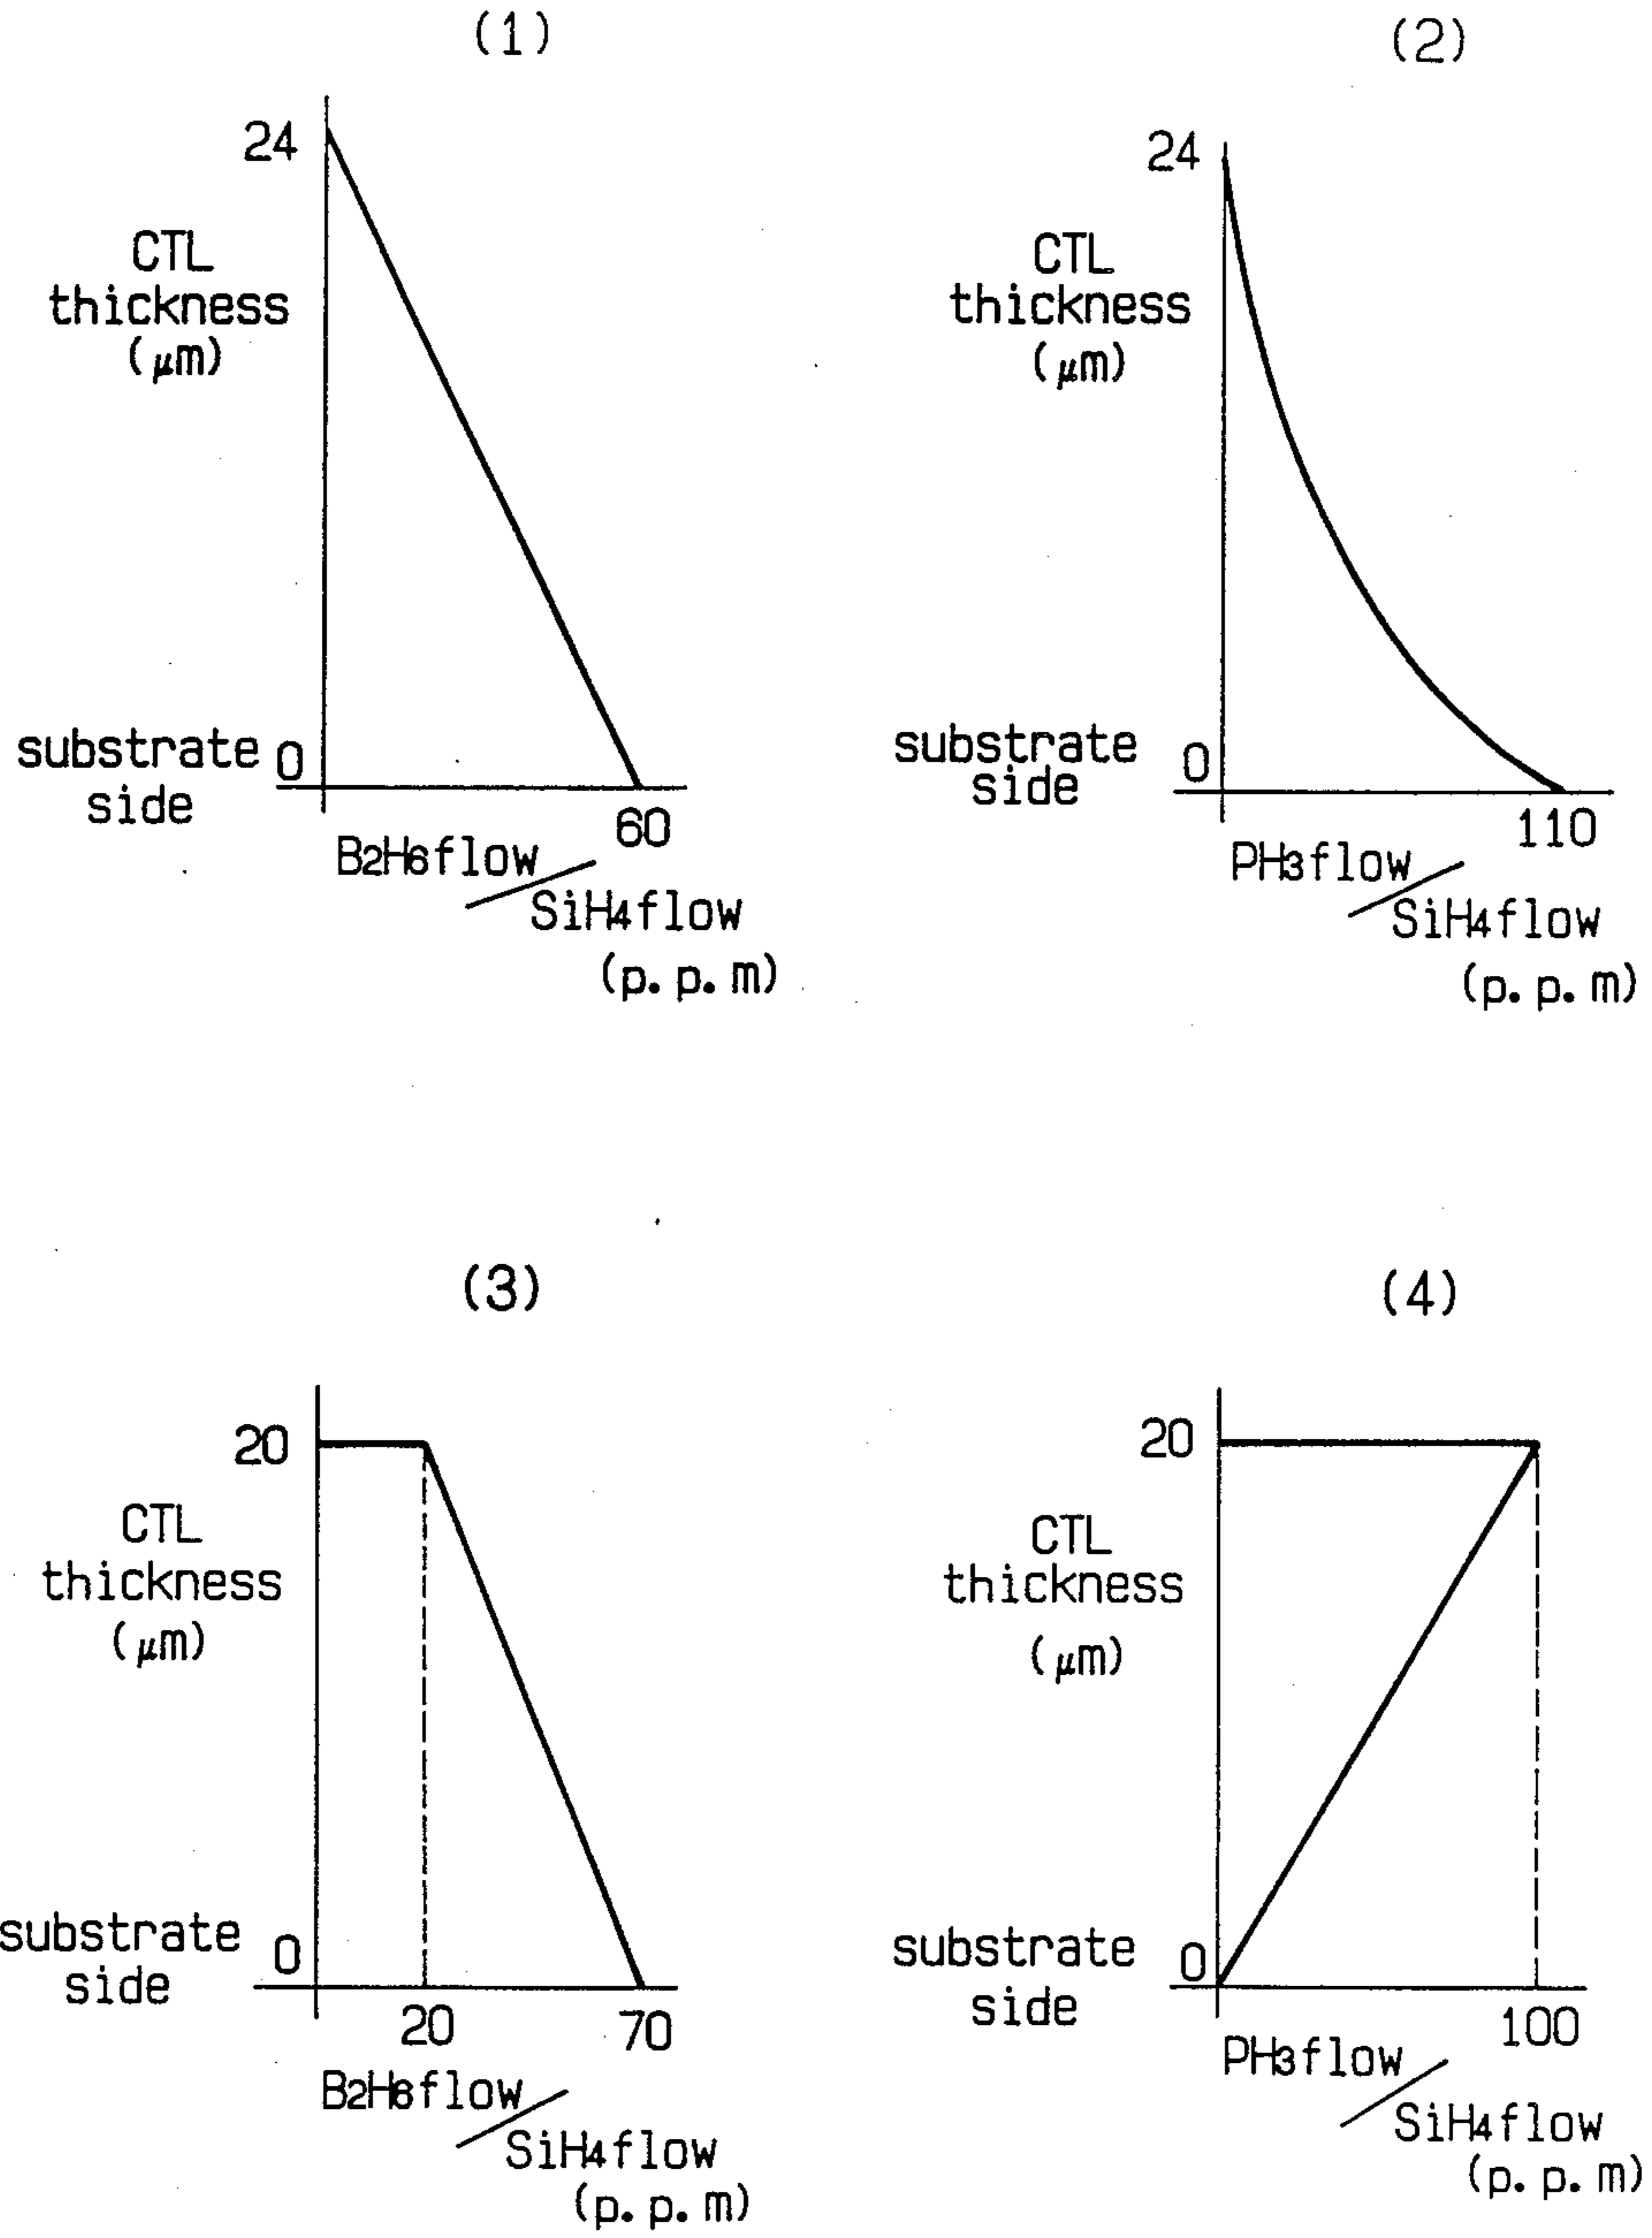 (1)
24
CTL
thickness
(μm)
substrate 0
side
60
B2H6flow
SiH4flow
(p.p.m)
(2)
24
CTL
thickness
(μm)
substrate 0
side
110
PH3flow
SiH4flow
(p.p.m)
(3)
20
CTL
thickness
(μm)
substrate 0
side
20 70
B2H6flow
SiH4flow
(p.p.m)
(4)
20
CTL
thickness
(μm)
substrate 0
side
100
PH3flow
SiH4flow
(p.p.m)